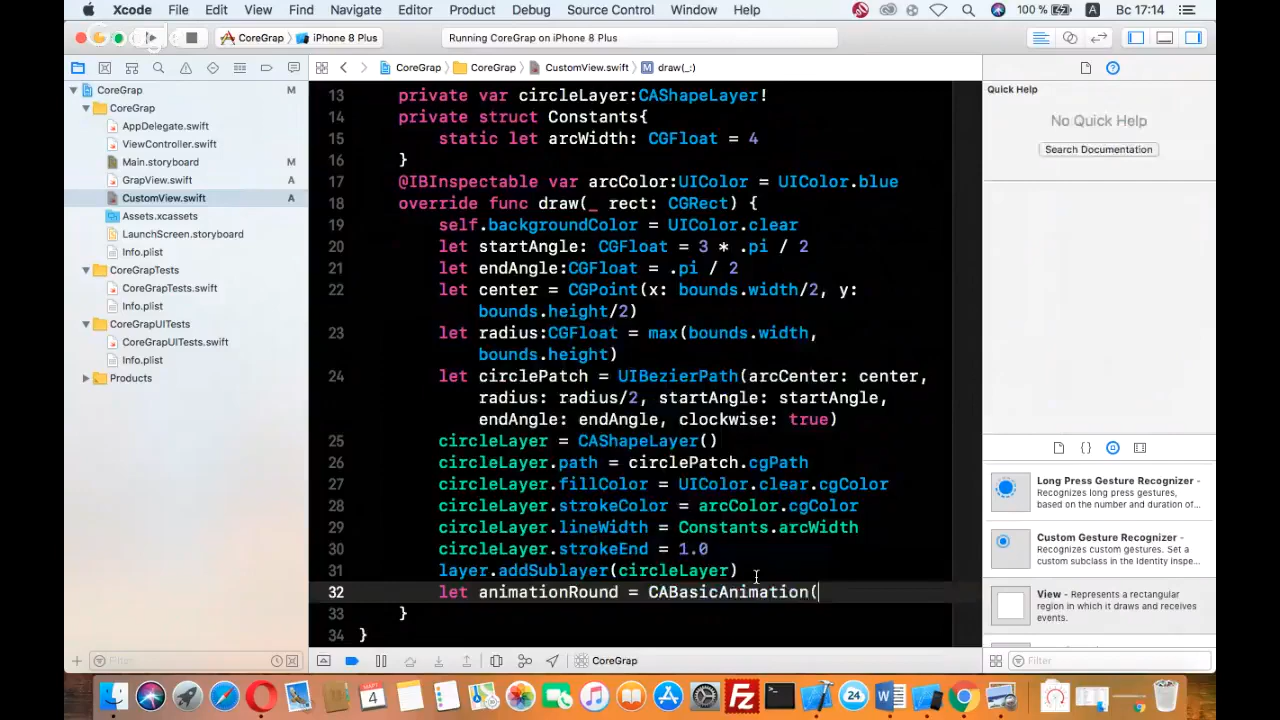 Xcode File Edit View Find Navigate Editor Product Debug Source Control Window Help 100 % A Вс 17:14
CoreGrap iPhone 8 Plus Running CoreGrap on iPhone 8 Plus
CoreGrap CoreGrap CustomView.swift M draw(_:)
CoreGrap M
CoreGrap
AppDelegate.swift
ViewController.swift
Main.storyboard M
GrapView.swift A
CustomView.swift A
Assets.xcassets
LaunchScreen.storyboard
Info.plist
CoreGrapTests
CoreGrapTests.swift
Info.plist
CoreGrapUITests
CoreGrapUITests.swift
Info.plist
Products
Filter
13 private var circleLayer:CAShapeLayer!
14 private struct Constants{
15 static let arcWidth: CGFloat = 4
16 }
17 @IBInspectable var arcColor:UIColor = UIColor.blue
18 override func draw(_ rect: CGRect) {
19 self.backgroundColor = UIColor.clear
20 let startAngle: CGFloat = 3 * .pi / 2
21 let endAngle:CGFloat = .pi / 2
22 let center = CGPoint(x: bounds.width/2, y:
bounds.height/2)
23 let radius:CGFloat = max(bounds.width,
bounds.height)
24 let circlePatch = UIBezierPath(arcCenter: center,
radius: radius/2, startAngle: startAngle,
endAngle: endAngle, clockwise: true)
25 circleLayer = CAShapeLayer()
26 circleLayer.path = circlePatch.cgPath
27 circleLayer.fillColor = UIColor.clear.cgColor
28 circleLayer.strokeColor = arcColor.cgColor
29 circleLayer.lineWidth = Constants.arcWidth
30 circleLayer.strokeEnd = 1.0
31 layer.addSublayer(circleLayer)
32 let animationRound = CABasicAnimation(
33 }
34 }
CoreGrap
Quick Help
No Quick Help
Search Documentation
{ }
Long Press Gesture Recognizer -
Recognizes long press gestures,
based on the number and duration of...
Custom Gesture Recognizer -
Recognizes custom gestures. Set a
custom subclass in the Identity inspe...
View - Represents a rectangular
region in which it draws and receives
events.
Filter
МАРТ
4
Fz
24
W